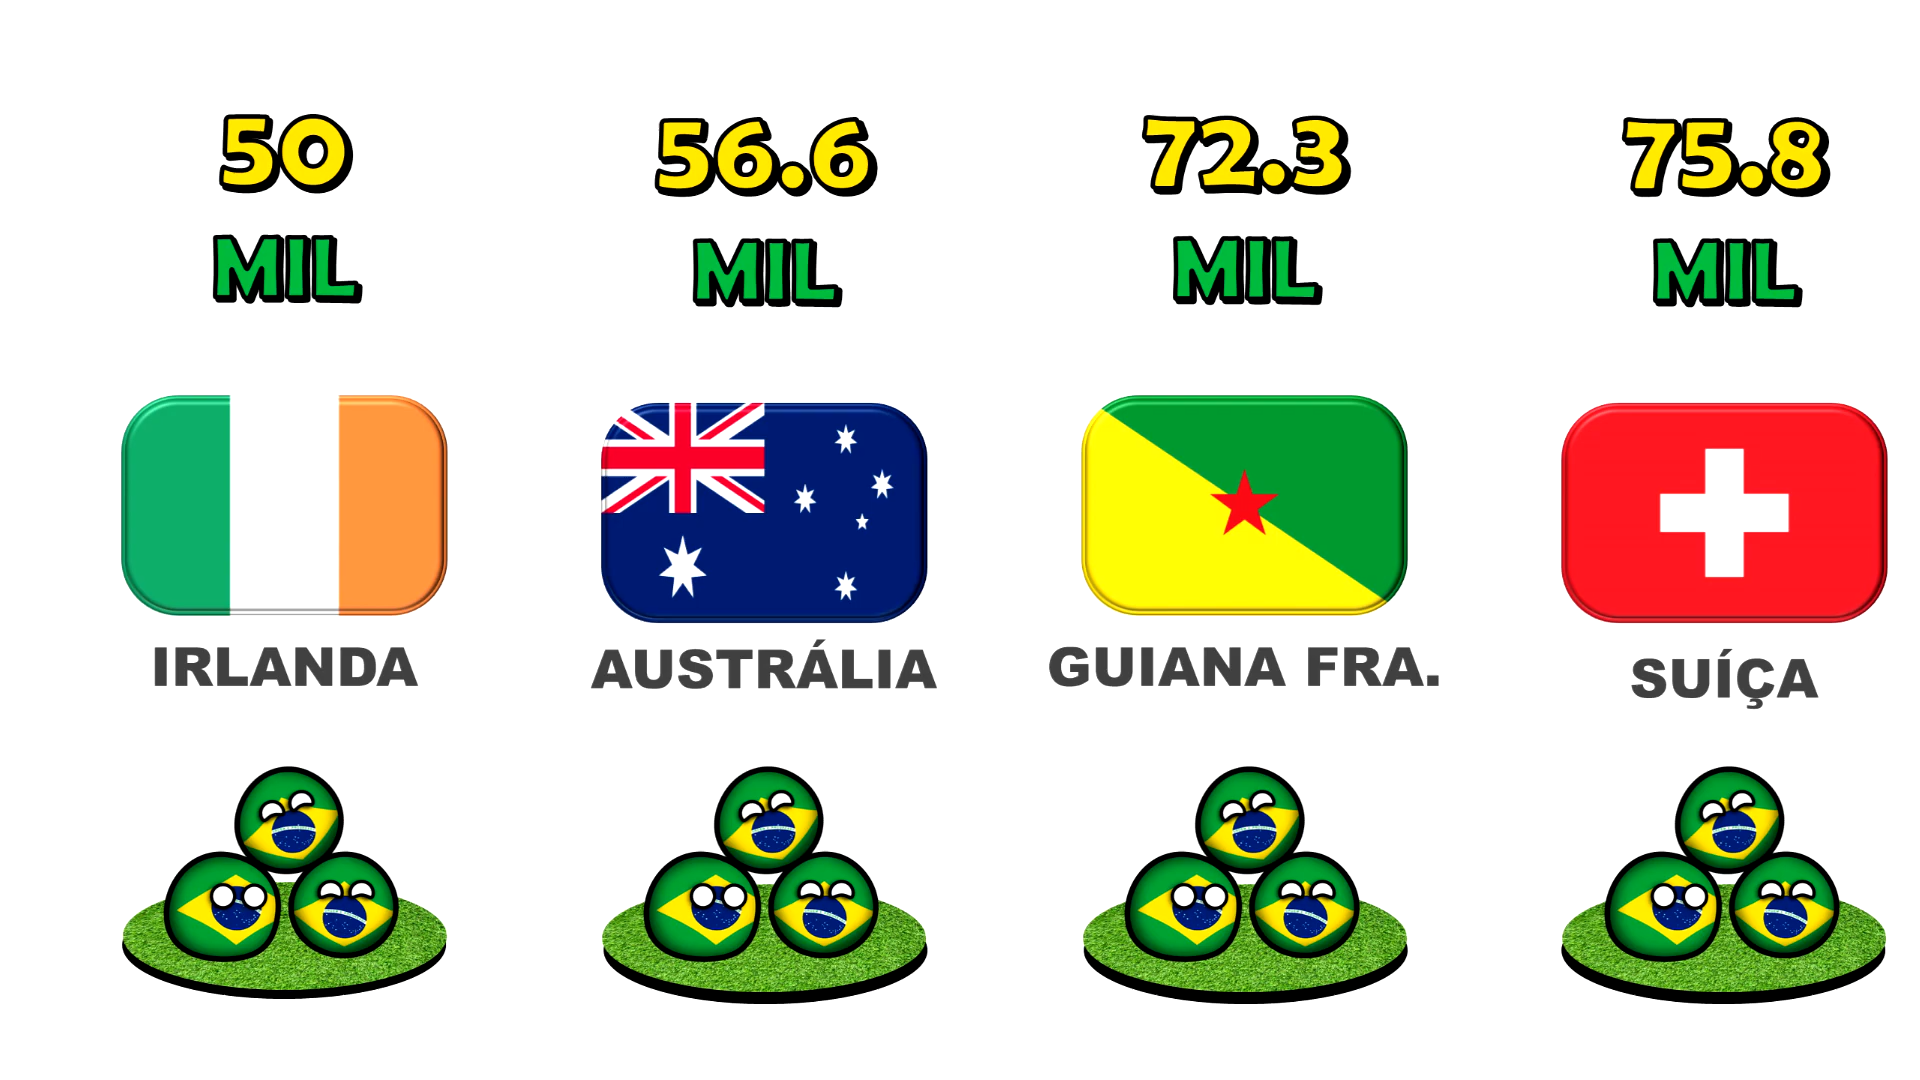 50
MIL
56.6
MIL
72.3
MIL
75.8
MIL
IRLANDA
AUSTRÁLIA
GUIANA FRA.
SUÍÇA